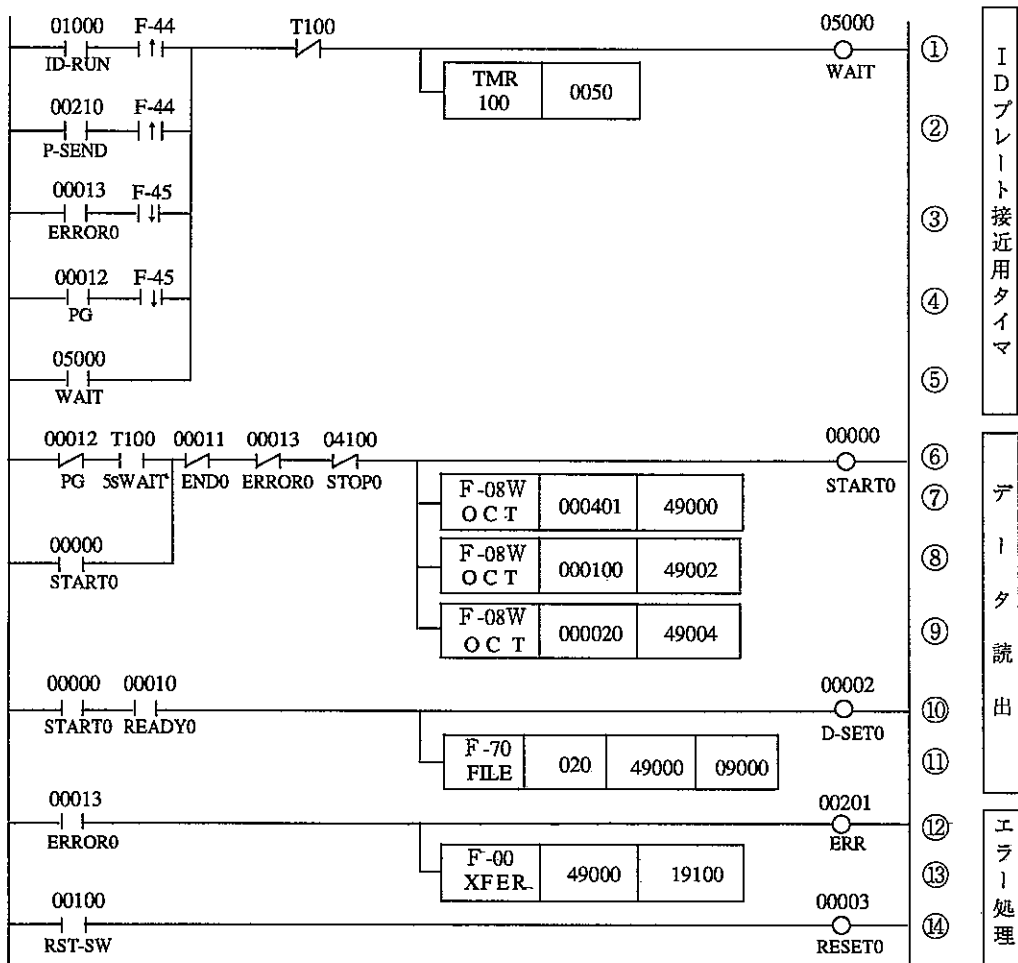 01000 F-44 T100 05000
ID-RUN WAIT ①
TMR 100 0050
00210 F-44
P-SEND ②
00013 F-45
ERROR0 ③
00012 F-45
PG ④
05000
WAIT ⑤
IDプレート接近用タイマ
00012 T100 00011 00013 04100 00000
PG 5sWAIT END0 ERROR0 STOP0 START0 ⑥
F-08W OCT 000401 49000 ⑦
00000
START0
F-08W OCT 000100 49002 ⑧
F-08W OCT 000020 49004 ⑨
00000 00010 00002
START0 READY0 D-SET0 ⑩
F-70 FILE 020 49000 09000 ⑪
データ読出
00013 00201
ERROR0 ERR ⑫
F-00 XFER 49000 19100 ⑬
00100 00003
RST-SW RESET0 ⑭
エラー処理